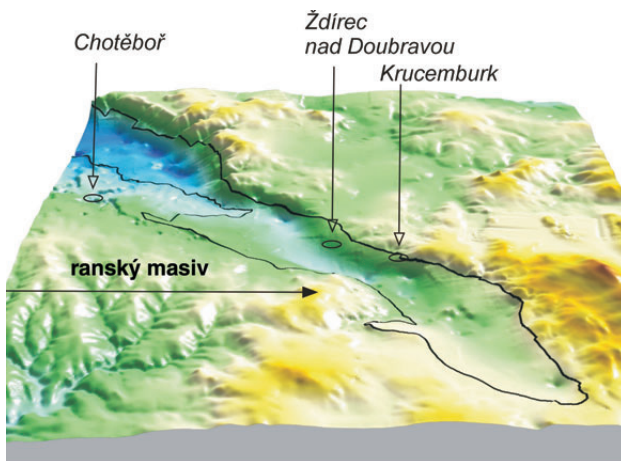 Chotěboř
Ždírec
nad Doubravou
Krucemburk
ranský masiv